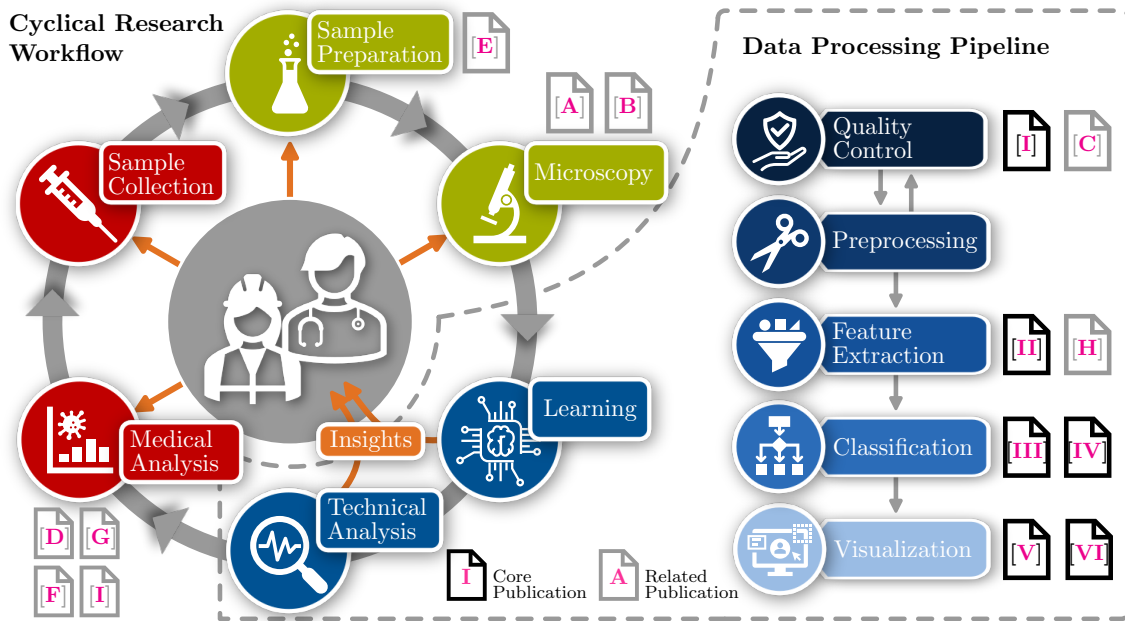 Cyclical Research
Workflow
Sample
Preparation
[E]
[A]
[B]
Sample
Collection
Microscopy
Learning
Insights
Medical
Analysis
Technical
Analysis
[D]
[G]
[F]
[I]
I
Core
Publication
A
Related
Publication
Data Processing Pipeline
Quality
Control
[I]
[C]
Preprocessing
Feature
Extraction
[II]
[H]
Classification
[III]
[IV]
Visualization
[V]
[VI]